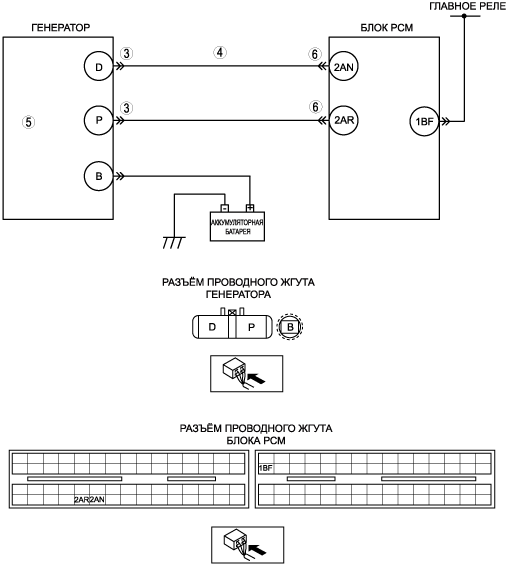 ГЛАВНОЕ РЕЛЕ
ГЕНЕРАТОР
БЛОК PCM
D
3
4
6
2AN
5
P
3
6
2AR
1BF
B
- +
АККУМУЛЯТОРНАЯ
БАТАРЕЯ
РАЗЪЁМ ПРОВОДНОГО ЖГУТА
ГЕНЕРАТОРА
D P B
РАЗЪЁМ ПРОВОДНОГО ЖГУТА
БЛОКА PCM
1BF
2AR 2AN